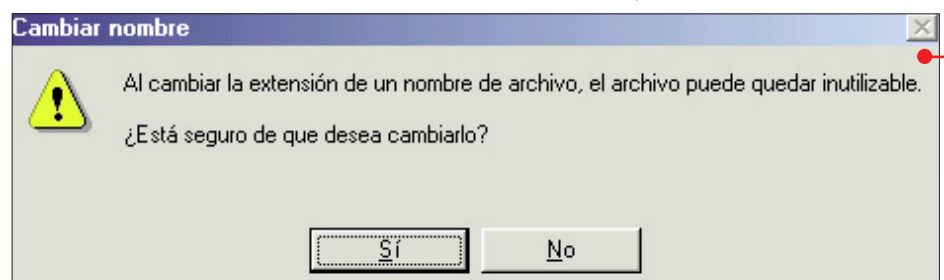 Cambiar nombre
Al cambiar la extensión de un nombre de archivo, el archivo puede quedar inutilizable.
¿Está seguro de que desea cambiarlo?
Sí
No